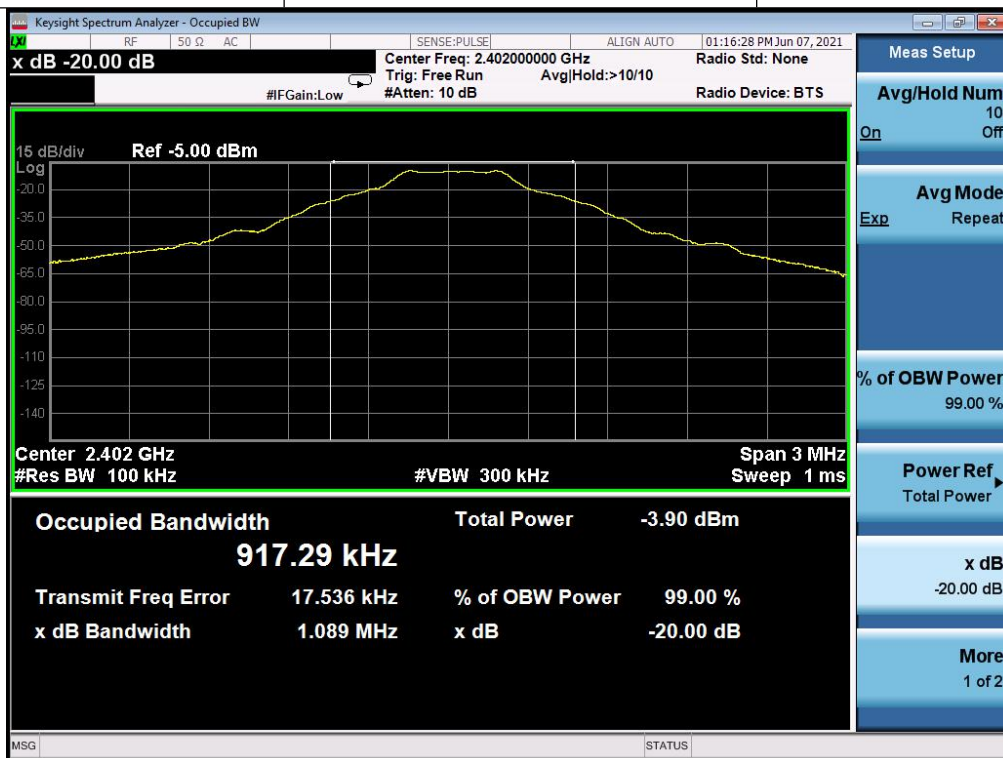 Keysight Spectrum Analyzer - Occupied BW
LXI RF 50 Ω AC SENSE:PULSE ALIGN AUTO 01:16:28 PM Jun 07, 2021
x dB -20.00 dB
Center Freq: 2.402000000 GHz Radio Std: None
Trig: Free Run Avg|Hold:>10/10
#IFGain:Low #Atten: 10 dB Radio Device: BTS
15 dB/div Ref -5.00 dBm
Log
-20.0
-35.0
-50.0
-65.0
-80.0
-95.0
-110
-125
-140
Center 2.402 GHz Span 3 MHz
#Res BW 100 kHz #VBW 300 kHz Sweep 1 ms
Occupied Bandwidth Total Power -3.90 dBm
917.29 kHz
Transmit Freq Error 17.536 kHz % of OBW Power 99.00 %
x dB Bandwidth 1.089 MHz x dB -20.00 dB
MSG STATUS
Meas Setup
Avg/Hold Num
10
On Off
Avg Mode
Exp Repeat
% of OBW Power
99.00 %
Power Ref
Total Power
x dB
-20.00 dB
More
1 of 2